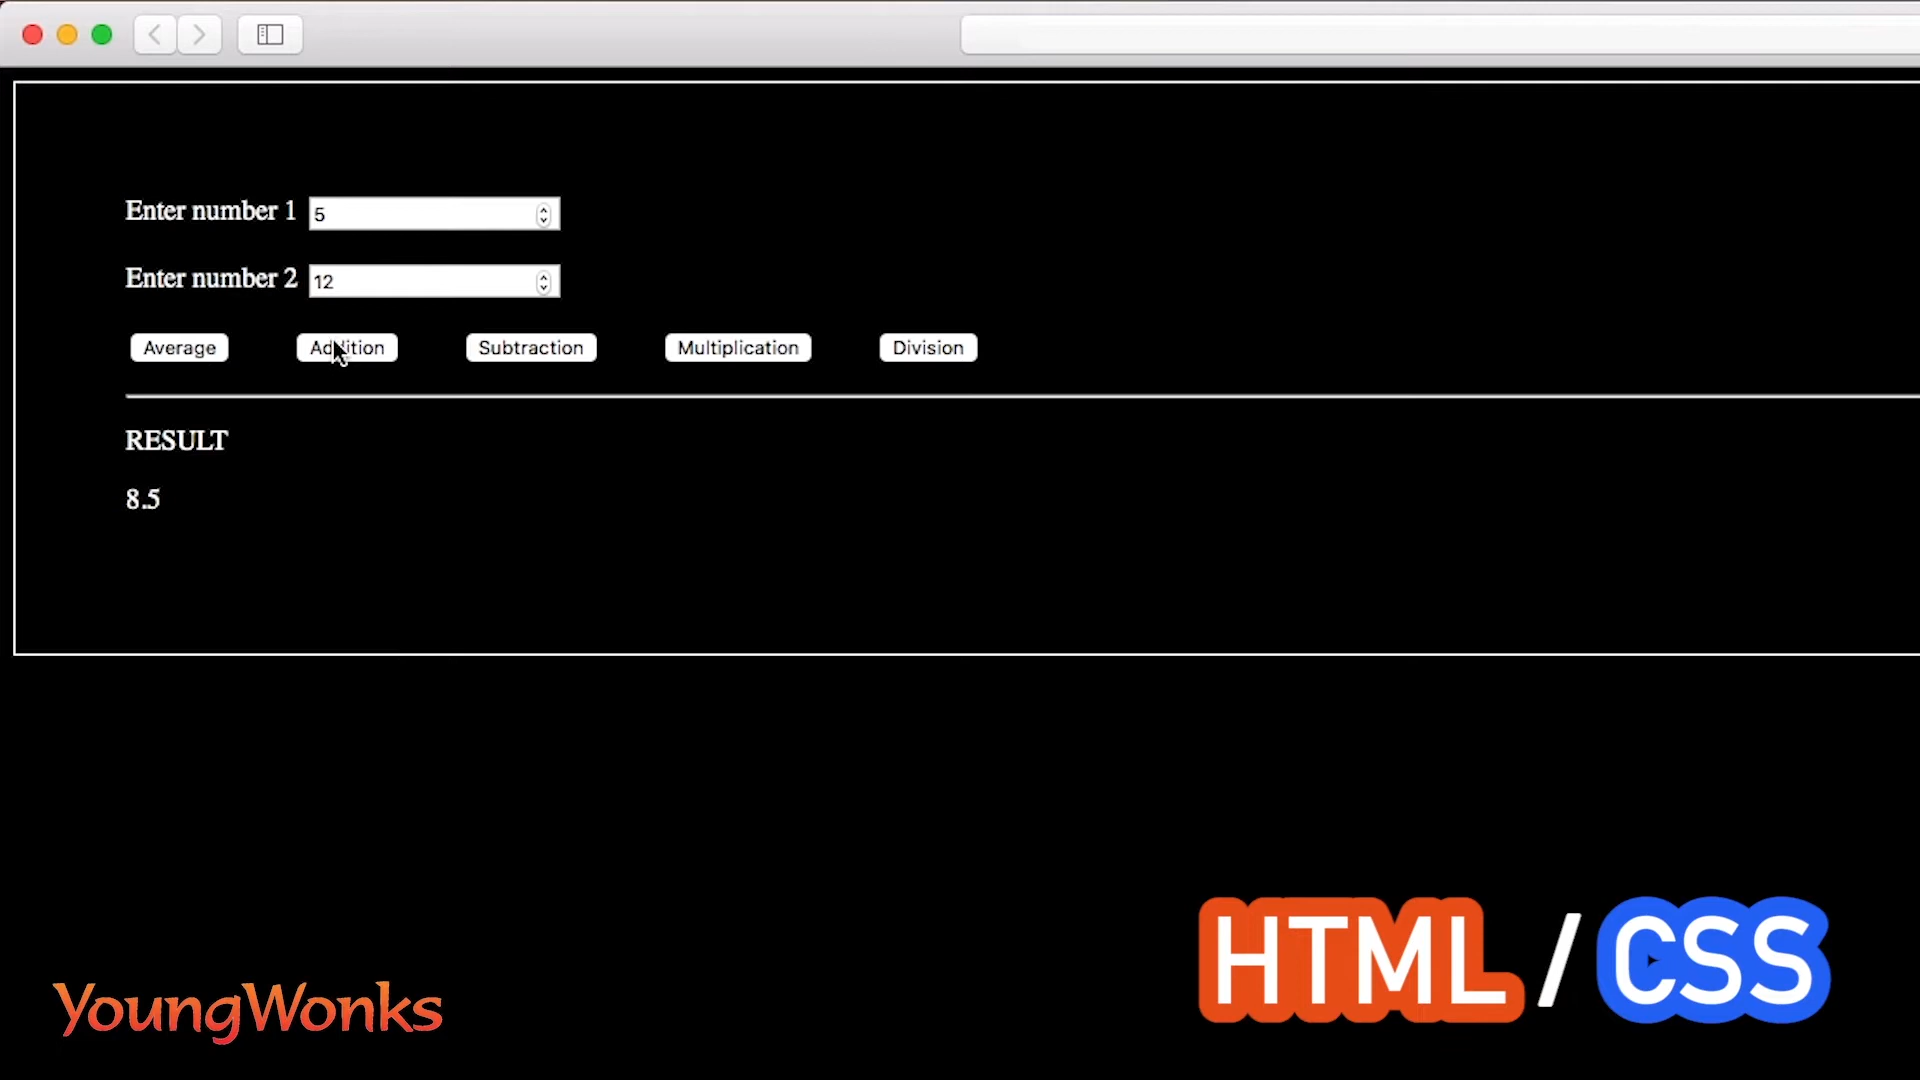 Enter number 1 5
Enter number 2 12
Average Addition Subtraction Multiplication Division
RESULT
8.5
HTML / CSS
YoungWonks